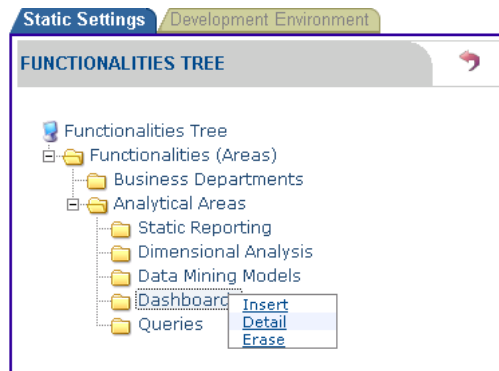 Static Settings Development Environment
FUNCTIONALITIES TREE
Functionalities Tree
Functionalities (Areas)
Business Departments
Analytical Areas
Static Reporting
Dimensional Analysis
Data Mining Models
Dashboard
Insert
Queries
Detail
Erase